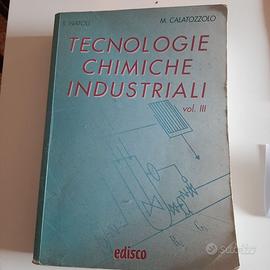 S. NATOLI
M. CALATOZZOLO
TECNOLOGIE
CHIMICHE
INDUSTRIALI
vol. III
edisco
subito